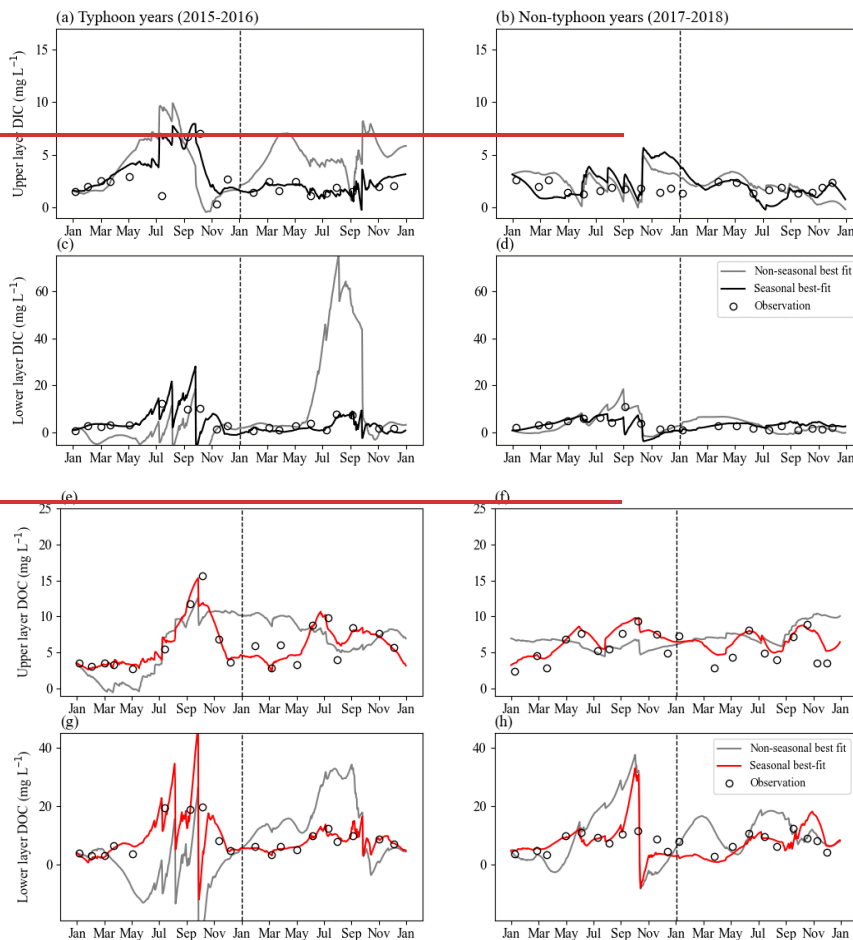 (a) Typhoon years (2015-2016)
(b) Non-typhoon years (2017-2018)
Upper layer DIC (mg L⁻¹)
15
10
5
0
15
10
5
0
Jan Mar May Jul Sep Nov Jan Mar May Jul Sep Nov Jan
Jan Mar May Jul Sep Nov Jan Mar May Jul Sep Nov Jan
(c)
(d)
Lower layer DIC (mg L⁻¹)
60
40
20
0
60
40
20
0
Non-seasonal best fit
Seasonal best-fit
Observation
Jan Mar May Jul Sep Nov Jan Mar May Jul Sep Nov Jan
Jan Mar May Jul Sep Nov Jan Mar May Jul Sep Nov Jan
(e)
(f)
Upper layer DOC (mg L⁻¹)
25
20
15
10
5
0
25
20
15
10
5
0
Jan Mar May Jul Sep Nov Jan Mar May Jul Sep Nov Jan
Jan Mar May Jul Sep Nov Jan Mar May Jul Sep Nov Jan
(g)
(h)
Lower layer DOC (mg L⁻¹)
40
20
0
40
20
0
Non-seasonal best fit
Seasonal best-fit
Observation
Jan Mar May Jul Sep Nov Jan Mar May Jul Sep Nov Jan
Jan Mar May Jul Sep Nov Jan Mar May Jul Sep Nov Jan